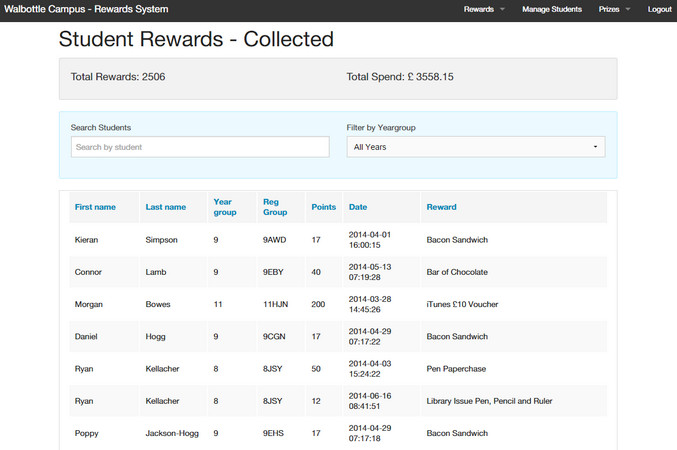 Walbottle Campus - Rewards System Rewards Manage Students Prizes Logout
Student Rewards - Collected
Total Rewards: 2506 Total Spend: £ 3558.15
Search Students Filter by Yeargroup
Search by student All Years
First name Last name Year group Reg Group Points Date Reward
Kieran Simpson 9 9AWD 17 2014-04-01 16:00:15 Bacon Sandwich
Connor Lamb 9 9EBY 40 2014-05-13 07:19:28 Bar of Chocolate
Morgan Bowes 11 11HJN 200 2014-03-28 14:45:26 iTunes £10 Voucher
Daniel Hogg 9 9CGN 17 2014-04-29 07:17:22 Bacon Sandwich
Ryan Kellacher 8 8JSY 50 2014-04-03 15:24:22 Pen Paperchase
Ryan Kellacher 8 8JSY 12 2014-06-16 08:41:51 Library Issue Pen, Pencil and Ruler
Poppy Jackson-Hogg 9 9EHS 17 2014-04-29 07:17:18 Bacon Sandwich